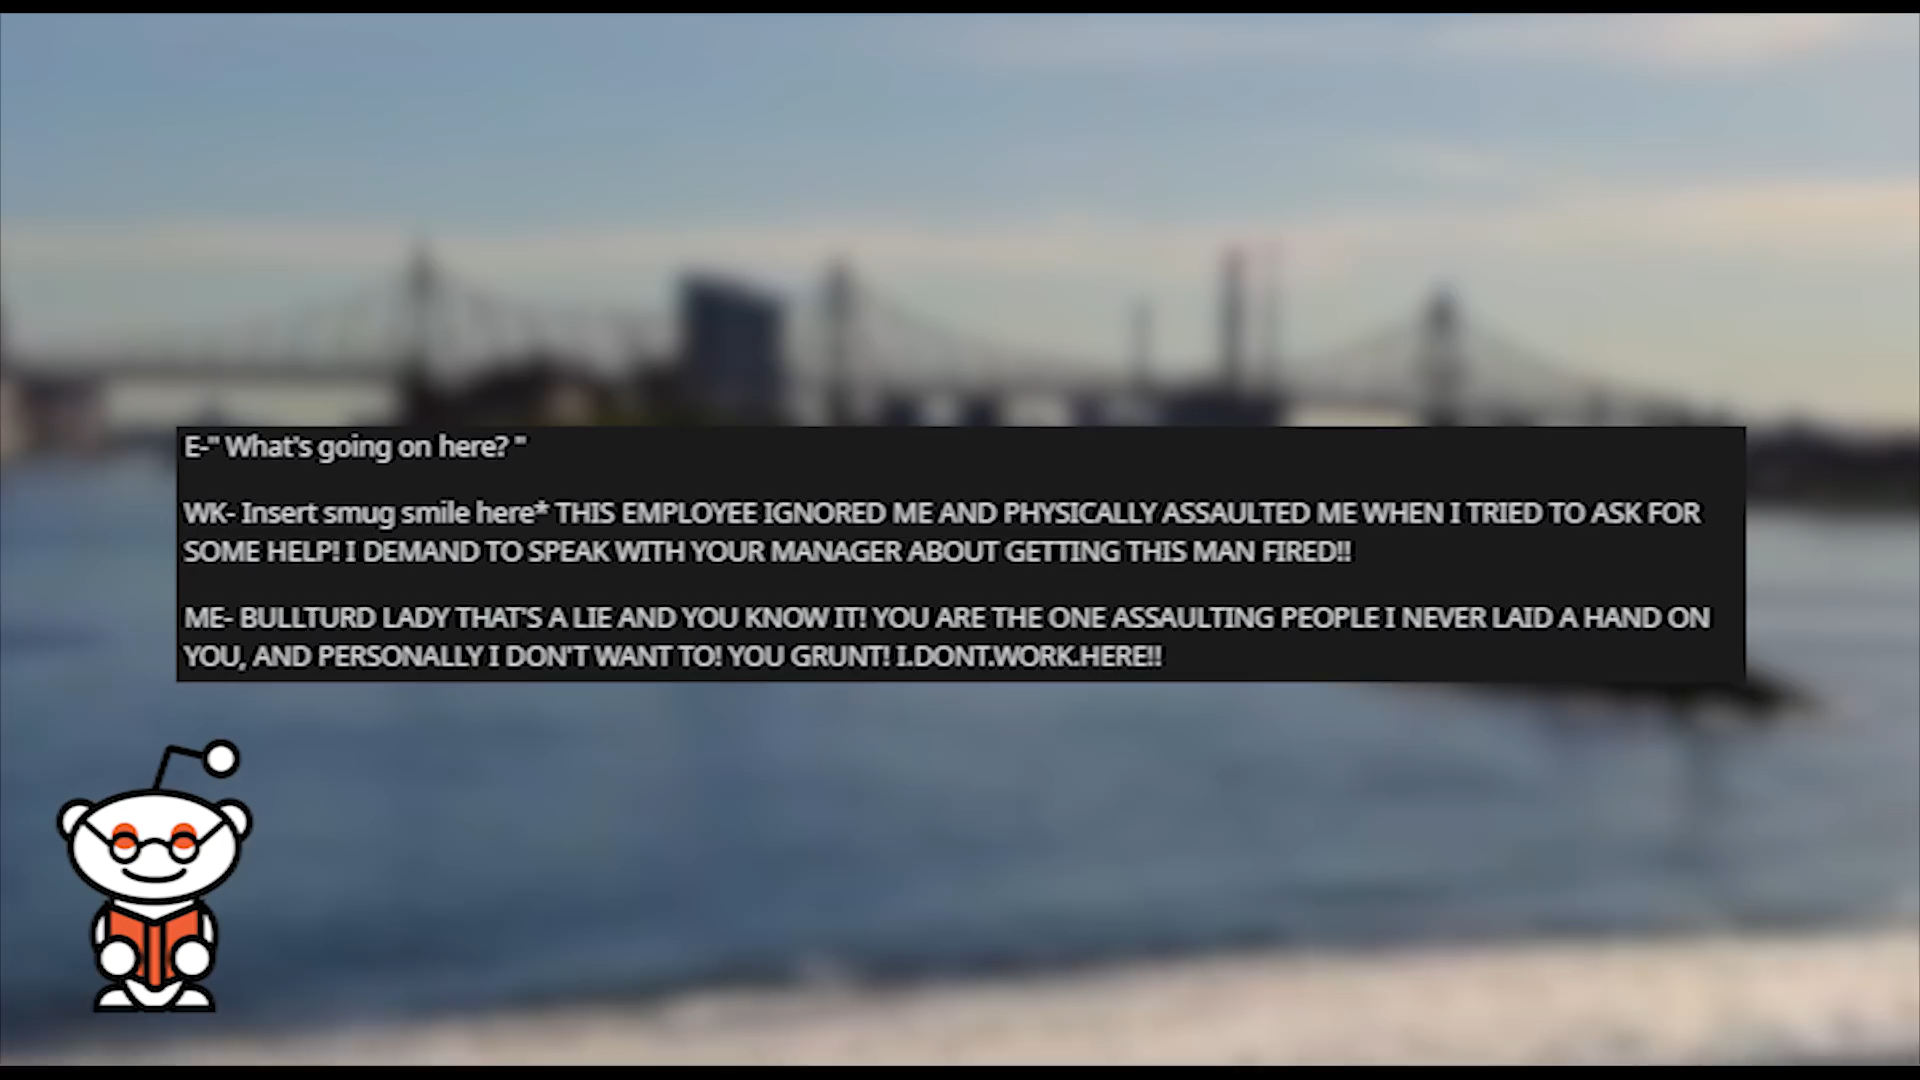 E-" What's going on here? "
WK- Insert smug smile here* THIS EMPLOYEE IGNORED ME AND PHYSICALLY ASSAULTED ME WHEN I TRIED TO ASK FOR
SOME HELP! I DEMAND TO SPEAK WITH YOUR MANAGER ABOUT GETTING THIS MAN FIRED!!
ME- BULLTURD LADY THAT'S A LIE AND YOU KNOW IT! YOU ARE THE ONE ASSAULTING PEOPLE I NEVER LAID A HAND ON
YOU, AND PERSONALLY I DON'T WANT TO! YOU GRUNT! I.DONT.WORK.HERE!!